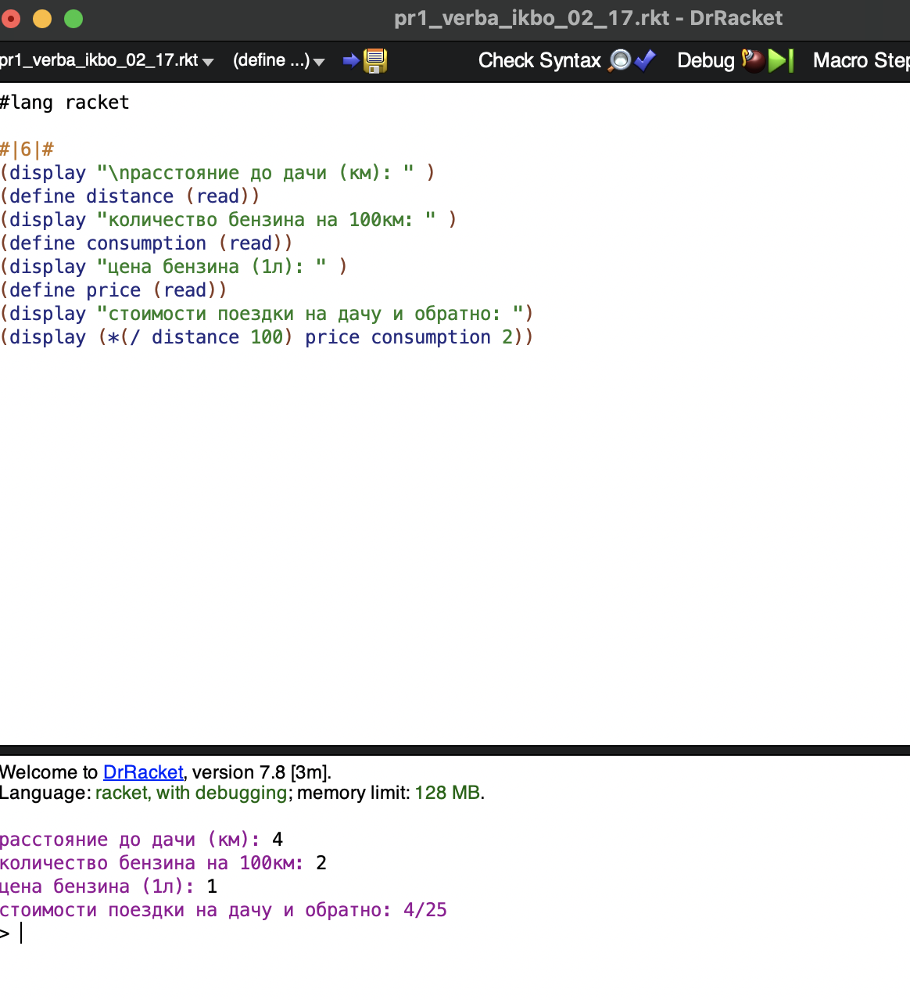 pr1_verba_ikbo_02_17.rkt - DrRacket
pr1_verba_ikbo_02_17.rkt (define ...) Check Syntax Debug Macro Step
#lang racket
#|6|#
(display "\nрасстояние до дачи (км): " )
(define distance (read))
(display "количество бензина на 100км: " )
(define consumption (read))
(display "цена бензина (1л): " )
(define price (read))
(display "стоимости поездки на дачу и обратно: ")
(display (*(/ distance 100) price consumption 2))
Welcome to DrRacket, version 7.8 [3m].
Language: racket, with debugging; memory limit: 128 MB.
расстояние до дачи (км): 4
количество бензина на 100км: 2
цена бензина (1л): 1
стоимости поездки на дачу и обратно: 4/25
>